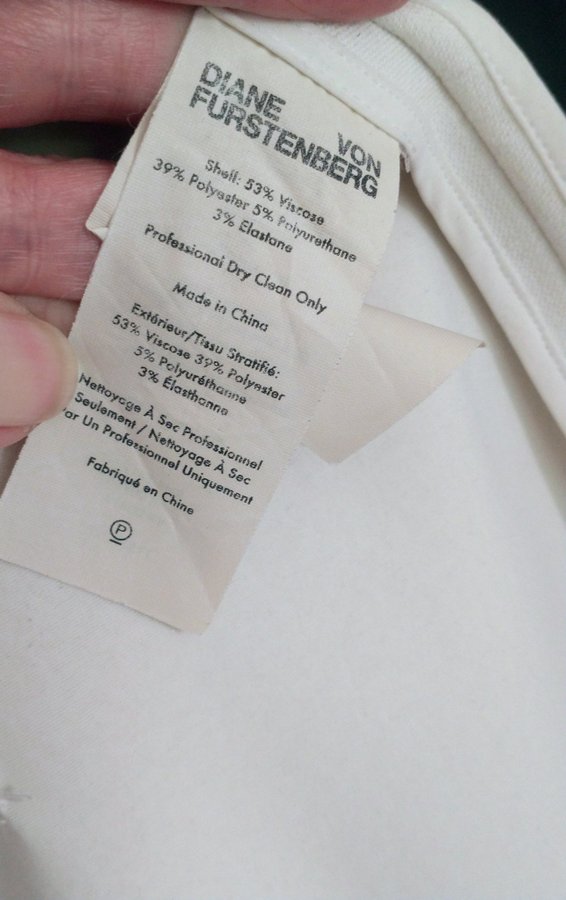 DIANE
VON
FURSTENBERG
Shell: 53% Viscose
39% Polyester 5% Polyurethane
3% Elastane
Professional Dry Clean Only
Made in China
Extérieur/Tissu Stratifié:
53% Viscose 39% Polyester
5% Polyuréthanne
3% Élasthanne
Nettoyage À Sec Professionnel
Seulement / Nettoyage À Sec
Par Un Professionnel Uniquement
Fabriqué en Chine
P